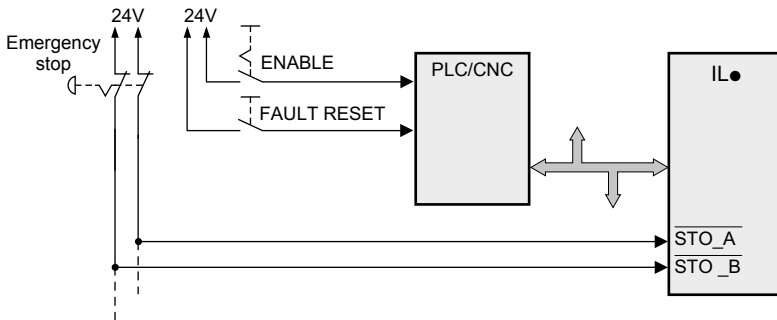 24V 24V
Emergency
stop
ENABLE
FAULT RESET
PLC/CNC
IL●
STO_A
STO _B